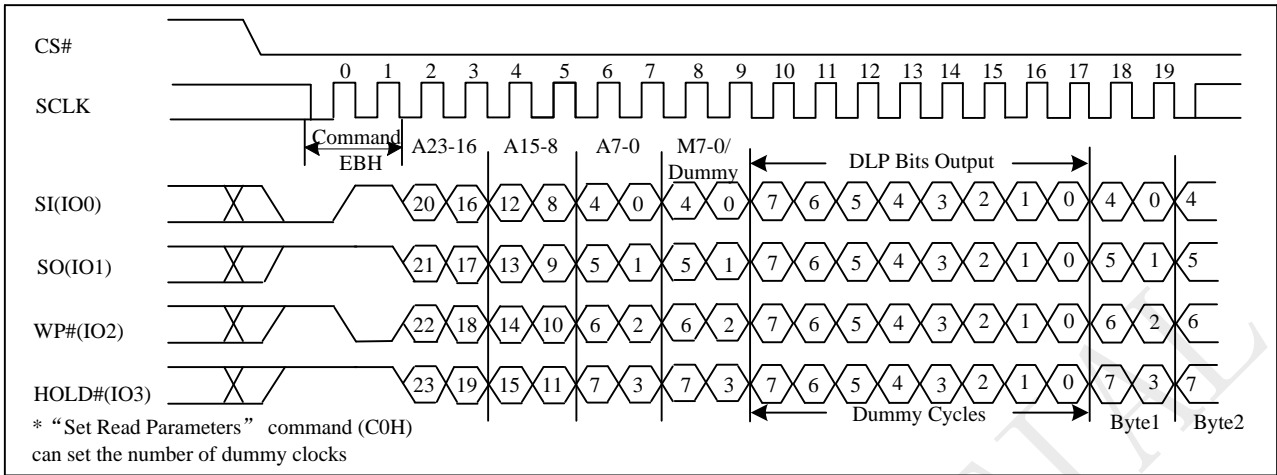 CS#
0 1 2 3 4 5 6 7 8 9 10 11 12 13 14 15 16 17 18 19
SCLK
Command
EBH
A23-16 A15-8 A7-0 M7-0/
Dummy
DLP Bits Output
SI(IO0) 20 16 12 8 4 0 4 0 7 6 5 4 3 2 1 0 4 0 4
SO(IO1) 21 17 13 9 5 1 5 1 7 6 5 4 3 2 1 0 5 1 5
WP#(IO2) 22 18 14 10 6 2 6 2 7 6 5 4 3 2 1 0 6 2 6
HOLD#(IO3) 23 19 15 11 7 3 7 3 7 6 5 4 3 2 1 0 7 3 7
Dummy Cycles Byte1 Byte2
* “Set Read Parameters” command (C0H)
can set the number of dummy clocks